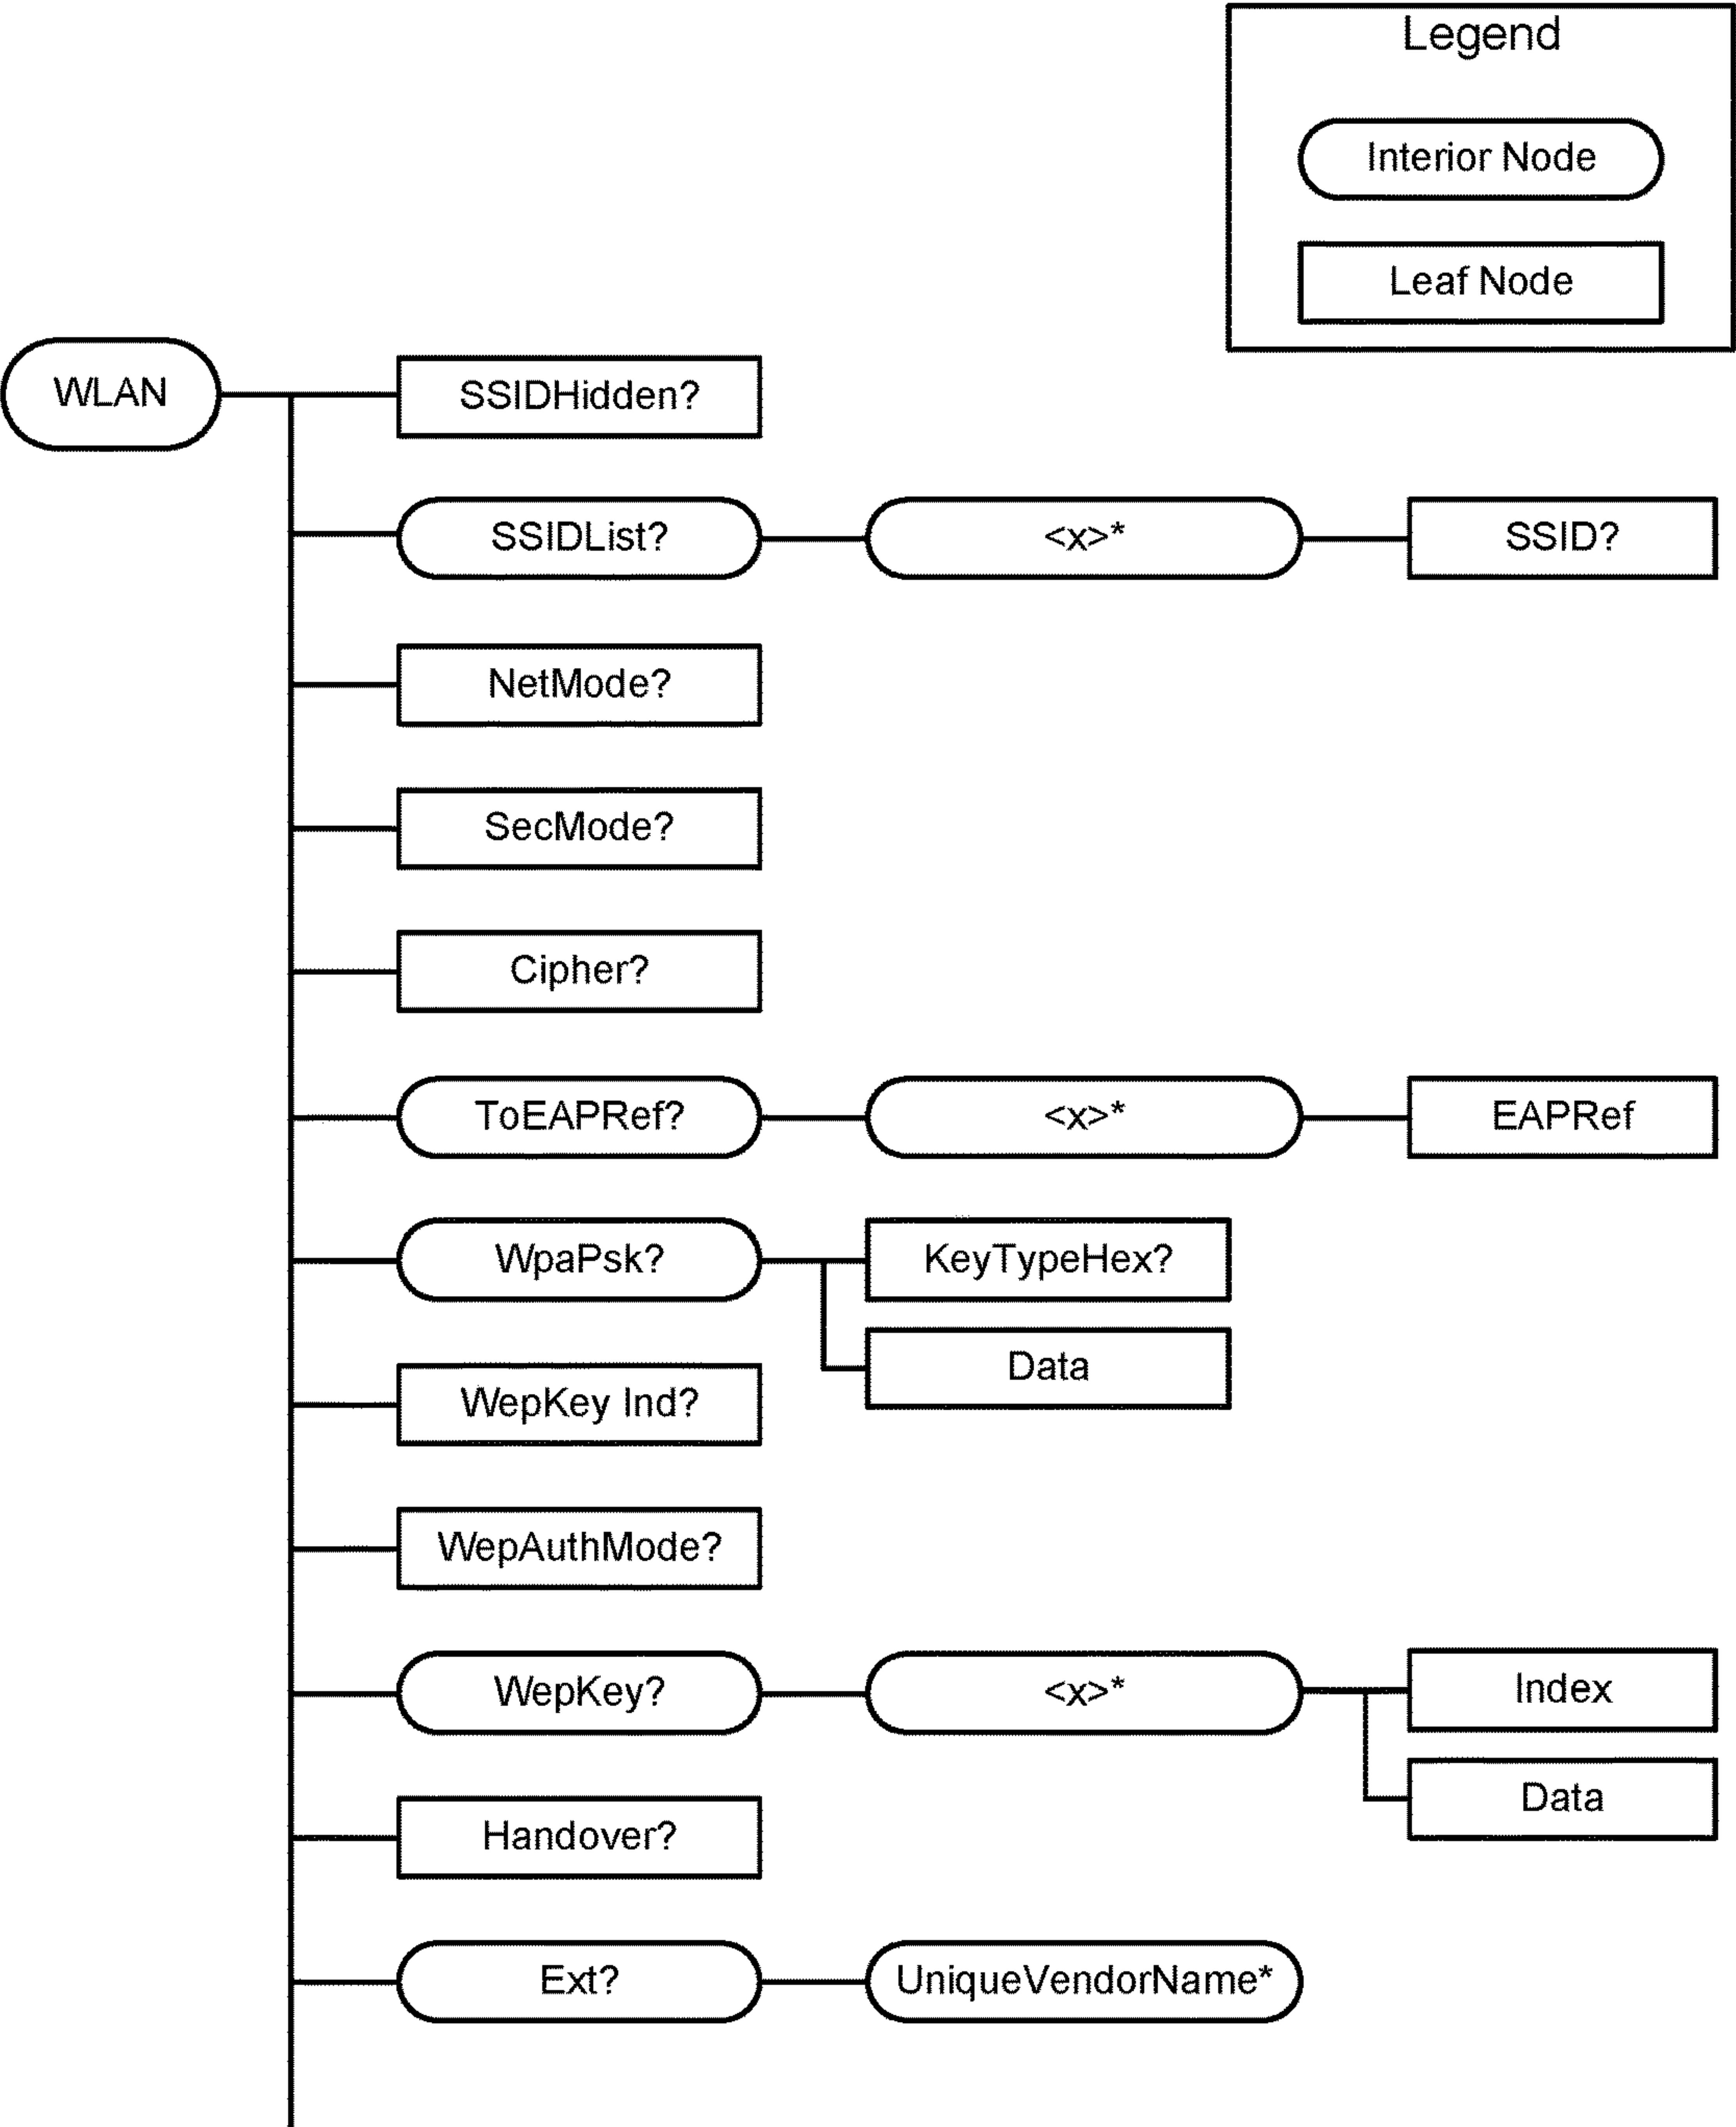 Legend
Interior Node
Leaf Node
WLAN
SSIDHidden?
SSIDList?
<x>*
SSID?
NetMode?
SecMode?
Cipher?
ToEAPRef?
<x>*
EAPRef
WpaPsk?
KeyTypeHex?
Data
WepKey Ind?
WepAuthMode?
WepKey?
<x>*
Index
Data
Handover?
Ext?
UniqueVendorName*